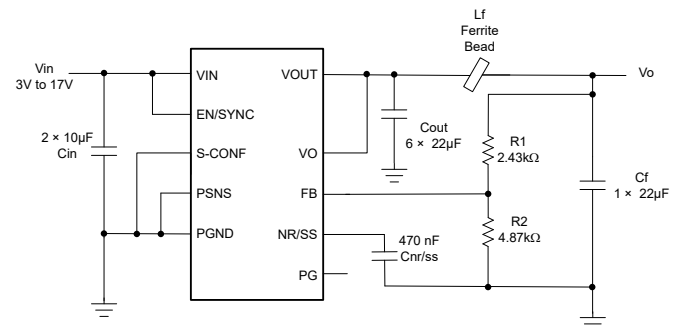 Lf
Ferrite
Bead
Vin
3V to 17V
VIN
VOUT
Vo
EN/SYNC
Cout
6 × 22µF
2 × 10µF
Cin
S-CONF
VO
R1
2.43kΩ
PSNS
FB
Cf
1 × 22µF
PGND
NR/SS
470 nF
Cnr/ss
R2
4.87kΩ
PG